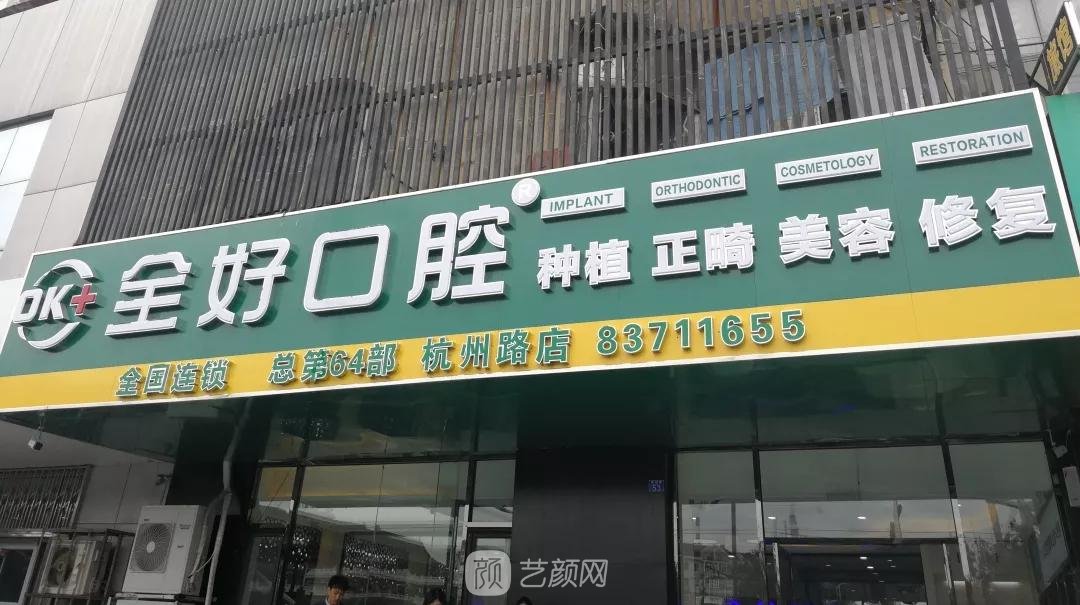 OK+ 全好口腔®
IMPLANT ORTHODONTIC COSMETOLOGY RESTORATION
种植 正畸 美容 修复
全国连锁 总第64部 杭州路店 83711655
53
颜 艺颜网